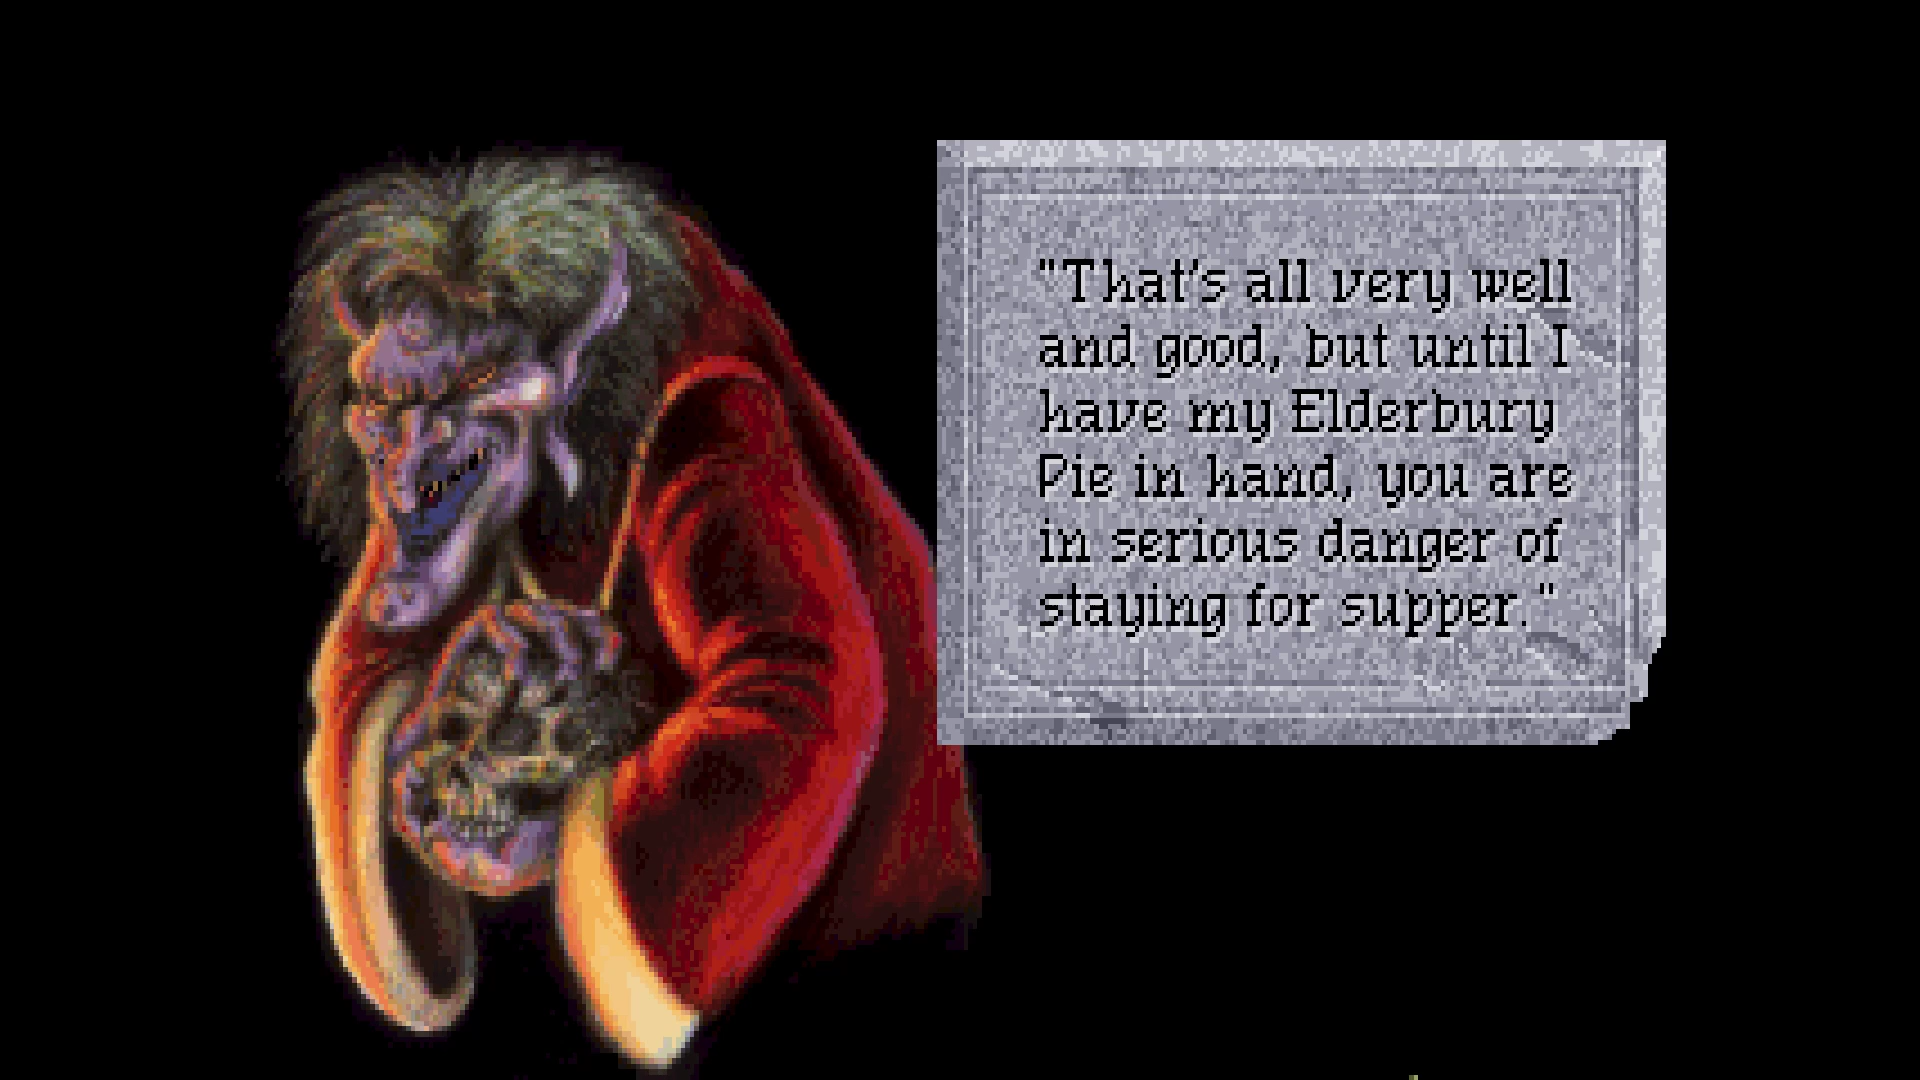 "That's all very well
and good, but until I
have my Elderbury
Pie in hand, you are
in serious danger of
staying for supper."